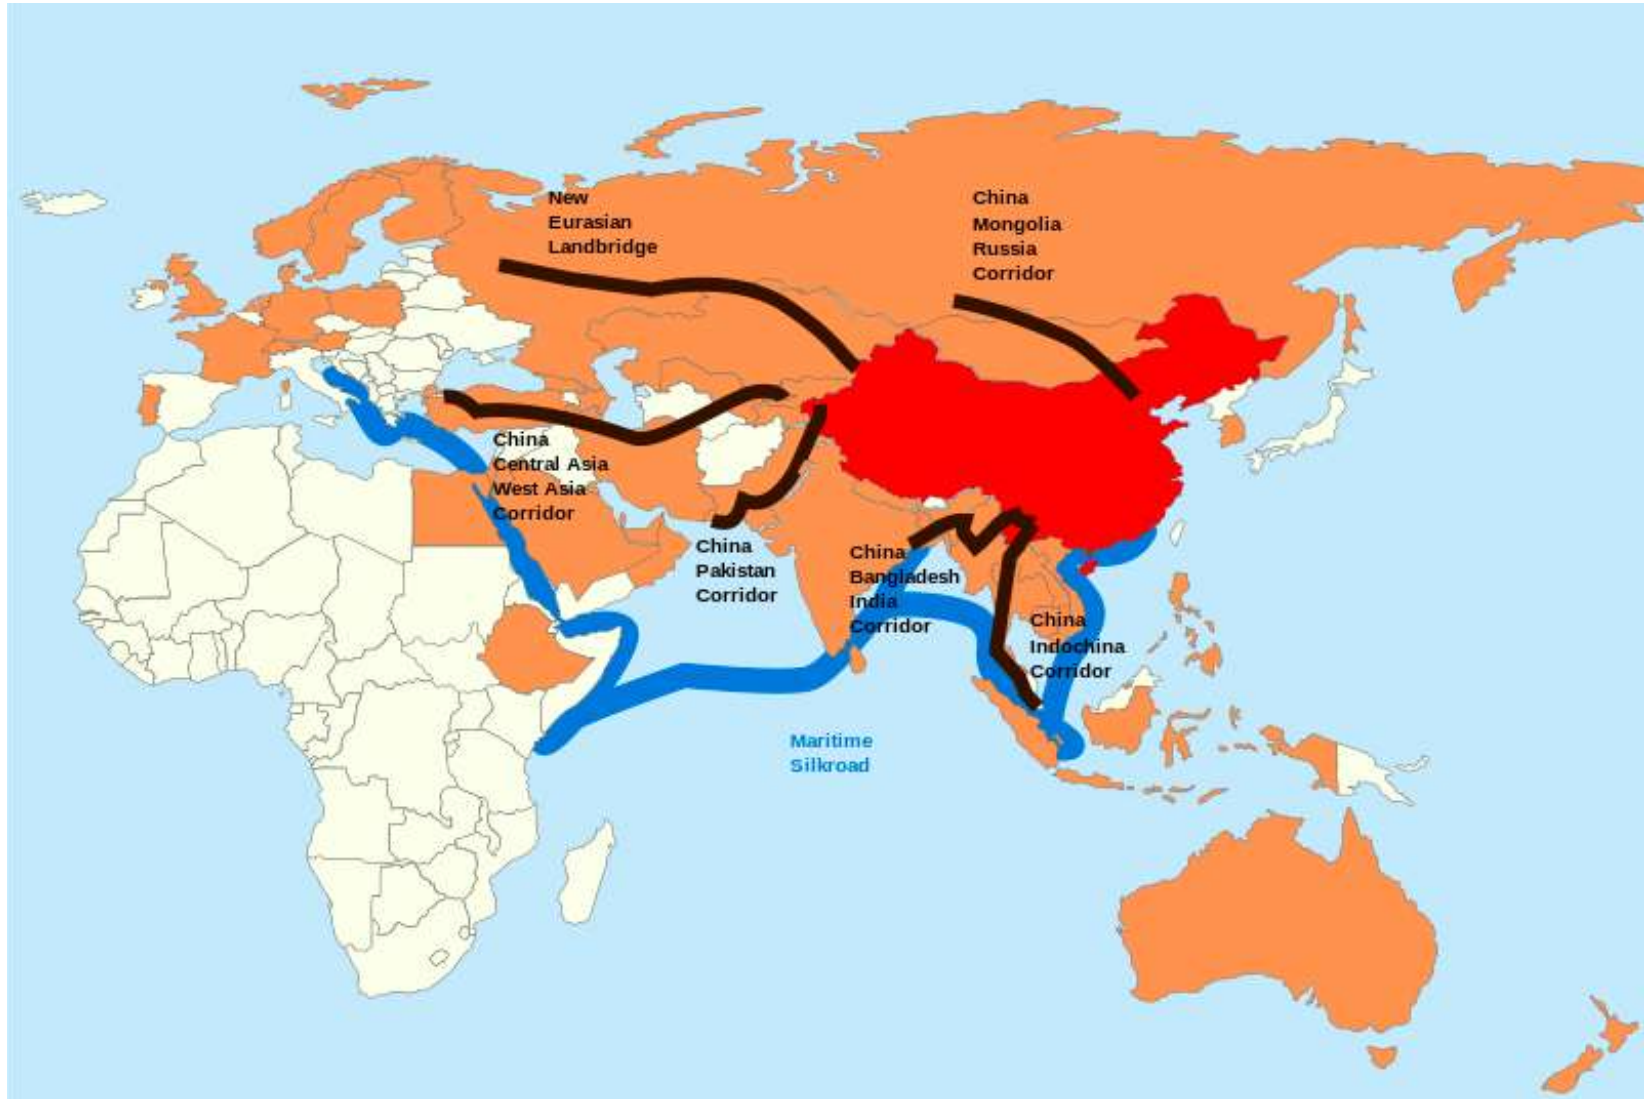 New
Eurasian
Landbridge
China
Mongolia
Russia
Corridor
China
Central Asia
West Asia
Corridor
China
Pakistan
Corridor
China
Bangladesh
India
Corridor
China
Indochina
Corridor
Maritime
Silkroad